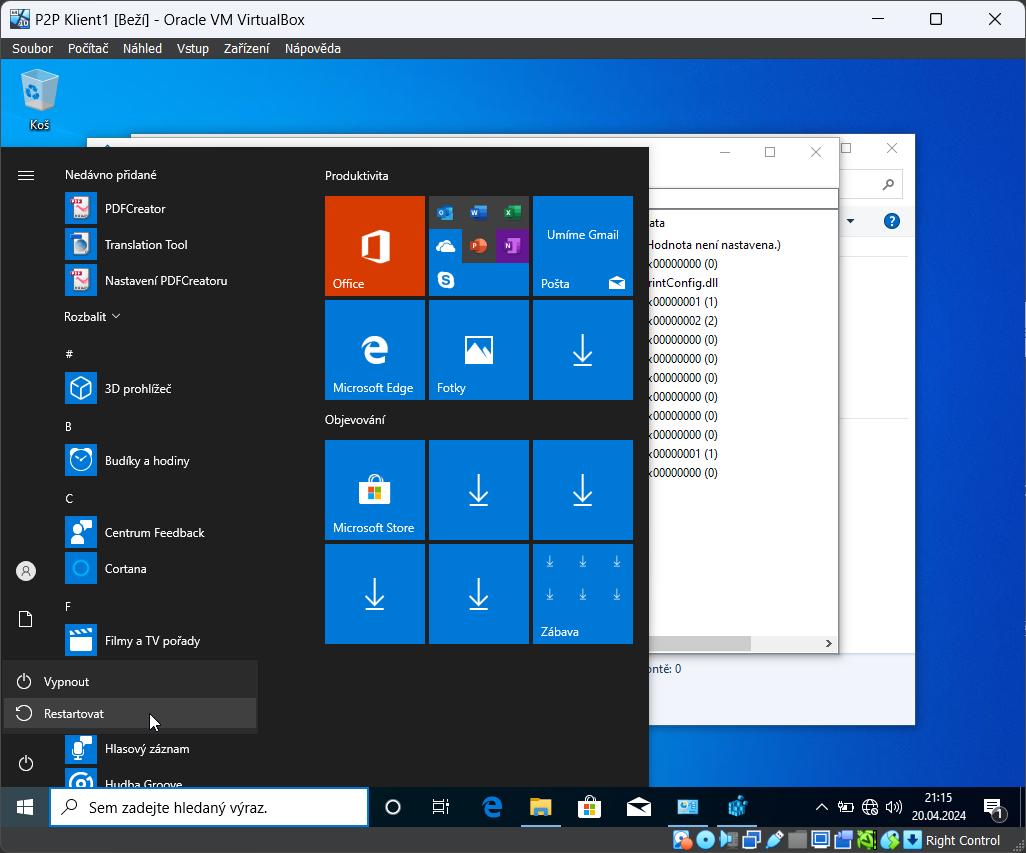 P2P Klient1 [Beží] - Oracle VM VirtualBox
Soubor Počítač Náhled Vstup Zařízení Nápověda
Koš
Nedávno přidané
PDFCreator
Translation Tool
Nastavení PDFCreatoru
Rozbalit
#
3D prohlížeč
B
Budíky a hodiny
C
Centrum Feedback
Cortana
F
Filmy a TV pořady
Vypnout
Restartovat
Hlasový záznam
Hudba Groove
Produktivita
Office
Umíme Gmail
Pošta
Microsoft Edge
Fotky
Objevování
Microsoft Store
Zábava
ata
Hodnota není nastavena.)
x00000000 (0)
rintConfig.dll
x00000001 (1)
x00000002 (2)
x00000000 (0)
x00000000 (0)
x00000000 (0)
x00000000 (0)
x00000000 (0)
x00000000 (0)
x00000001 (1)
x00000000 (0)
ontě: 0
Sem zadejte hledaný výraz.
21:15
20.04.2024
1
Right Control